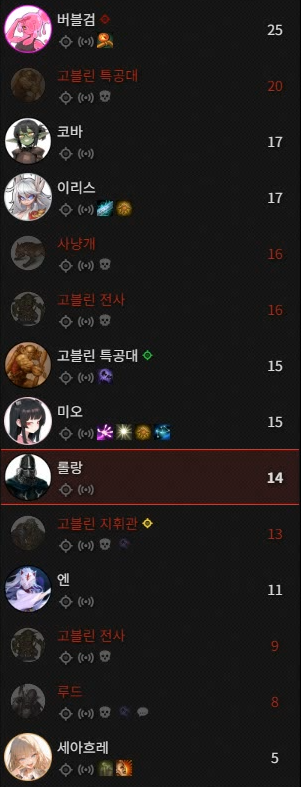 버블검 25
고블린 특공대 20
코바 17
이리스 17
사냥개 16
고블린 전사 16
고블린 특공대 15
미오 15
롤랑 14
고블린 지휘관 13
엔 11
고블린 전사 9
루드 8
세아흐레 5